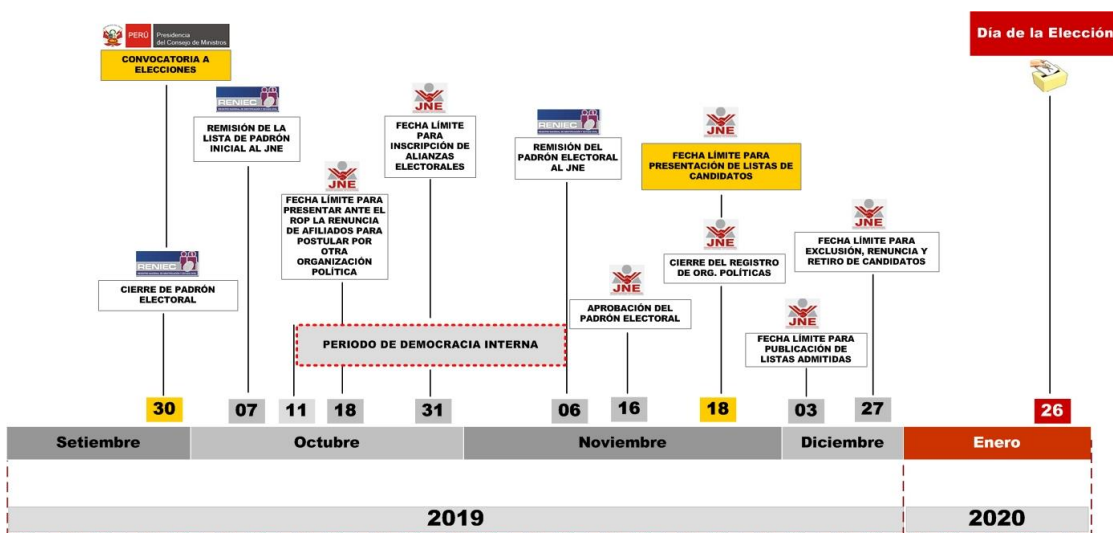 PERÚ
Presidencia
del Consejo de Ministros
CONVOCATORIA A
ELECCIONES
RENIEC
CIERRE DE PADRÓN
ELECTORAL
RENIEC
REMISIÓN DE LA
LISTA DE PADRÓN
INICIAL AL JNE
JNE
FECHA LÍMITE PARA
PRESENTAR ANTE EL
ROP LA RENUNCIA
DE AFILIADOS PARA
POSTULAR POR
OTRA
ORGANIZACIÓN
POLÍTICA
JNE
FECHA LÍMITE
PARA
INSCRIPCIÓN DE
ALIANZAS
ELECTORALES
PERIODO DE DEMOCRACIA INTERNA
RENIEC
REMISIÓN DEL
PADRÓN ELECTORAL
AL JNE
JNE
APROBACIÓN DEL
PADRÓN ELECTORAL
JNE
FECHA LÍMITE PARA
PRESENTACIÓN DE LISTAS DE
CANDIDATOS
JNE
CIERRE DEL REGISTRO
DE ORG. POLÍTICAS
JNE
FECHA LÍMITE PARA
PUBLICACIÓN DE
LISTAS ADMITIDAS
JNE
FECHA LÍMITE PARA
EXCLUSIÓN, RENUNCIA Y
RETIRO DE CANDIDATOS
Día de la Elección
30
07
11
18
31
06
16
18
03
27
26
Setiembre
Octubre
Noviembre
Diciembre
Enero
2019
2020